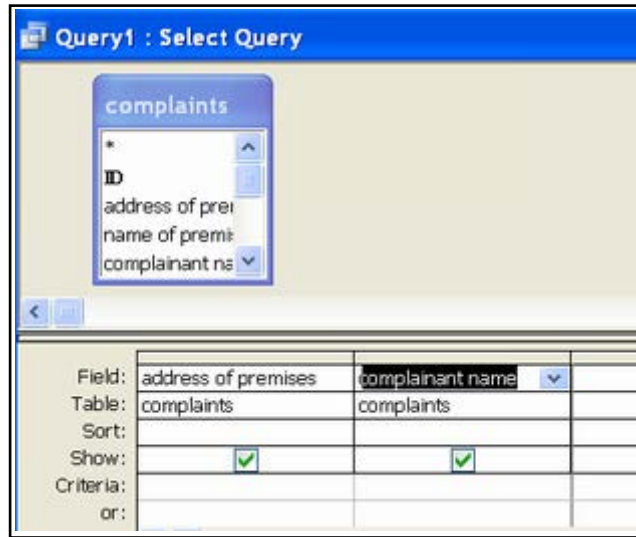 Query1 : Select Query
complaints
*
ID
address of prei
name of premis
complainant na
Field: address of premises complainant name
Table: complaints complaints
Sort:
Show:
Criteria:
or: